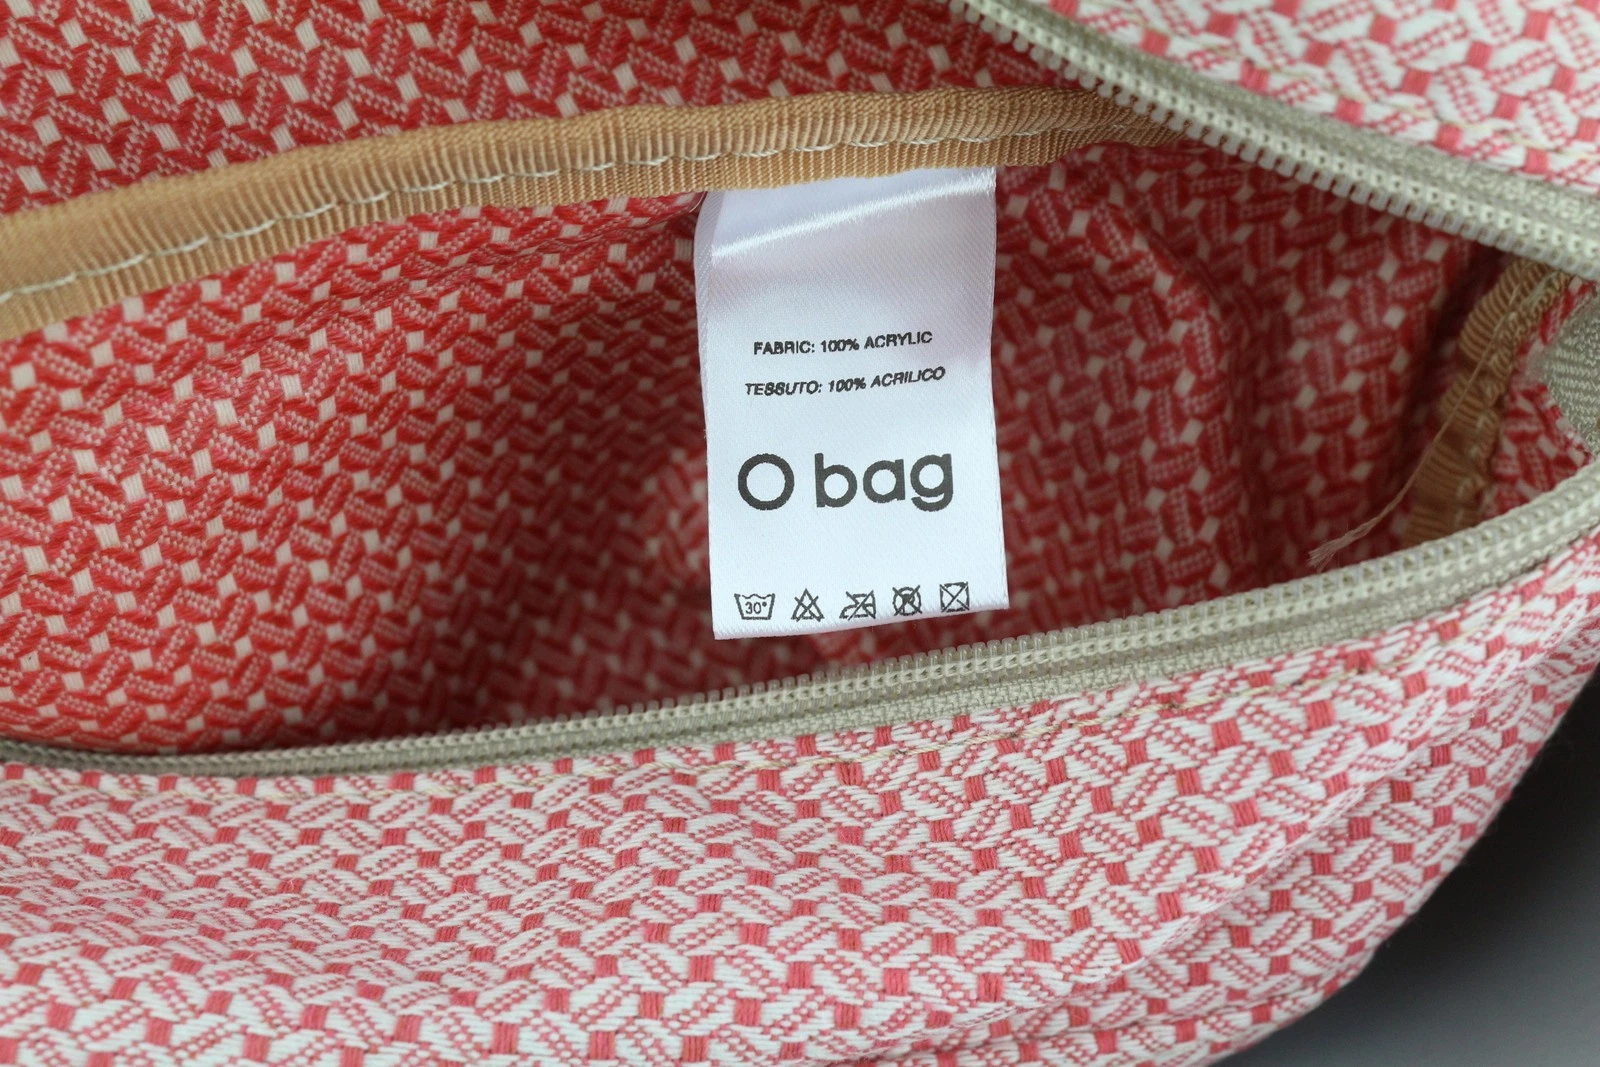 FABRIC: 100% ACRYLIC
TESSUTO: 100% ACRILICO
O bag
30°